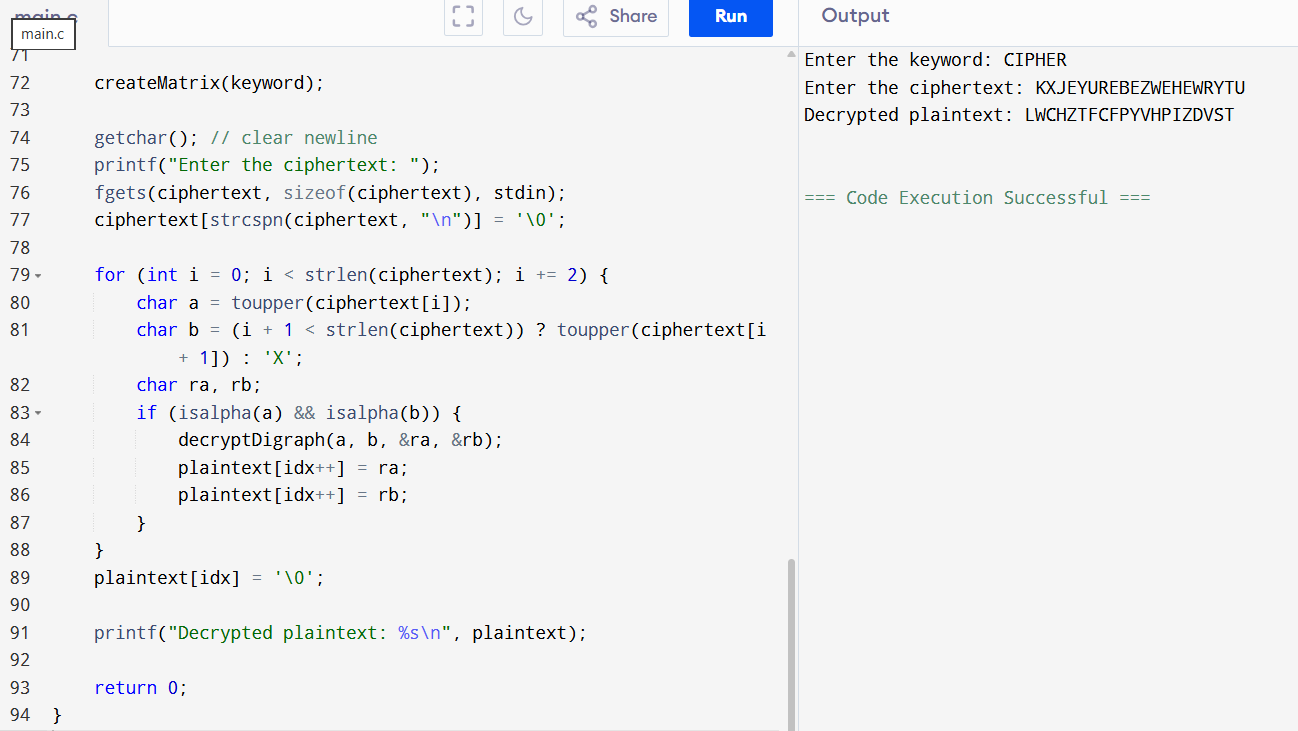 main.c
main.c
Share
Run
Output
71
72 createMatrix(keyword);
73
74 getchar(); // clear newline
75 printf("Enter the ciphertext: ");
76 fgets(ciphertext, sizeof(ciphertext), stdin);
77 ciphertext[strcspn(ciphertext, "\n")] = '\0';
78
79 for (int i = 0; i < strlen(ciphertext); i += 2) {
80 char a = toupper(ciphertext[i]);
81 char b = (i + 1 < strlen(ciphertext)) ? toupper(ciphertext[i
+ 1]) : 'X';
82 char ra, rb;
83 if (isalpha(a) && isalpha(b)) {
84 decryptDigraph(a, b, &ra, &rb);
85 plaintext[idx++] = ra;
86 plaintext[idx++] = rb;
87 }
88 }
89 plaintext[idx] = '\0';
90
91 printf("Decrypted plaintext: %s\n", plaintext);
92
93 return 0;
94 }
Enter the keyword: CIPHER
Enter the ciphertext: KXJEYUREBEZWEHEWRYTU
Decrypted plaintext: LWCHZTFCFPYVHPIZDVST
=== Code Execution Successful ===